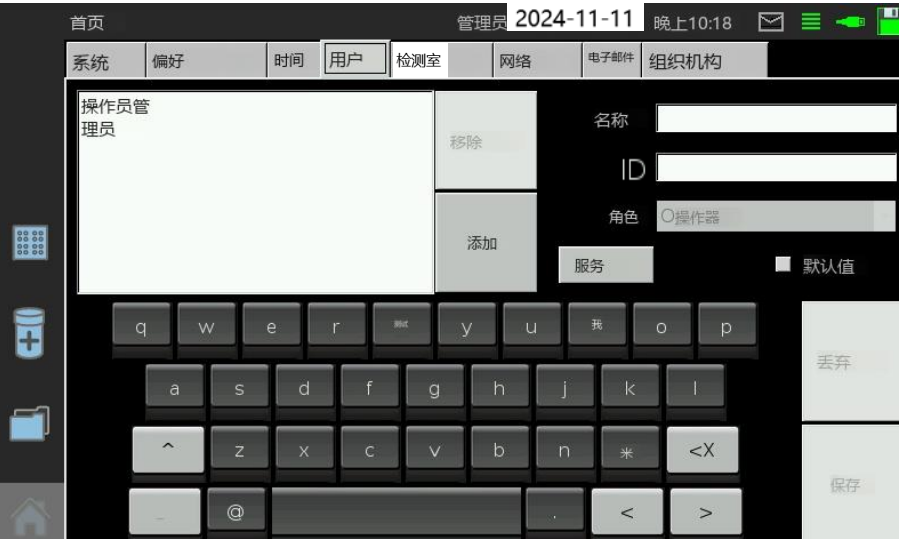 首页 管理员 2024-11-11 晚上10:18
系统 偏好 时间 用户 检测室 网络 电子邮件 组织机构
操作员管
理员
移除
添加
名称
ID
角色 O操作器
服务 默认值
q w e r y u 我 o p
a s d f g h j k l
^ z x c v b n 米 <X
_ @ . < >
丢弃
保存